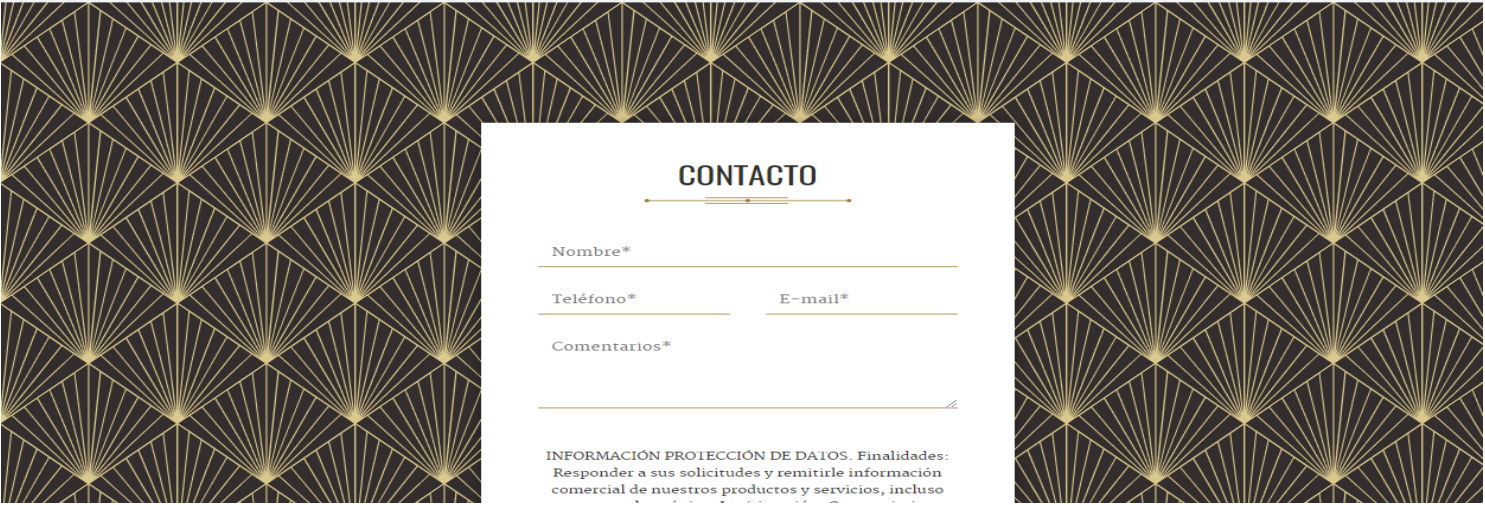 CONTACTO
Nombre*
Teléfono* E-mail*
Comentarios*
INFORMACIÓN PROTECCIÓN DE DATOS. Finalidades:
Responder a sus solicitudes y remitirle información
comercial de nuestros productos y servicios, incluso